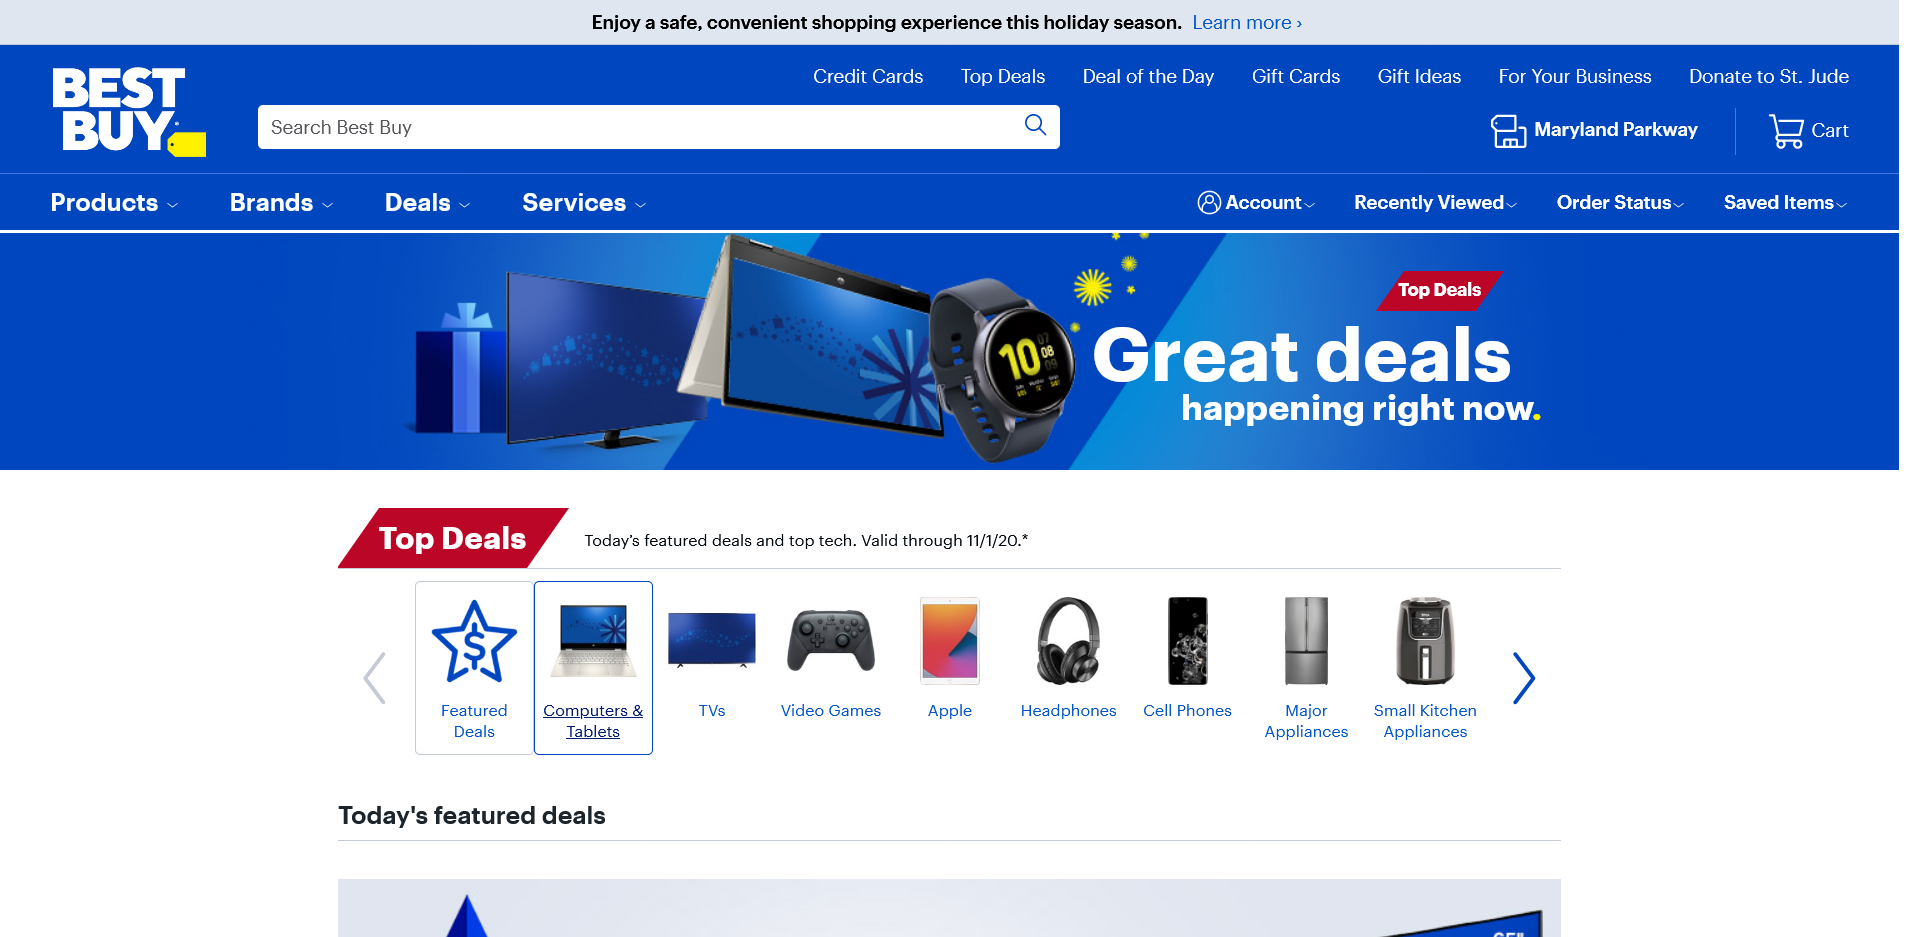 Enjoy a safe, convenient shopping experience this holiday season. Learn more ›
BEST
BUY
Credit Cards Top Deals Deal of the Day Gift Cards Gift Ideas For Your Business Donate to St. Jude
Search Best Buy
Maryland Parkway
Cart
Products Brands Deals Services
Account Recently Viewed Order Status Saved Items
Top Deals
Great deals
happening right now.
10
07
08
09
Top Deals
Today's featured deals and top tech. Valid through 11/1/20.*
$
Featured
Deals
Computers &
Tablets
TVs
Video Games
Apple
Headphones
Cell Phones
Major
Appliances
Small Kitchen
Appliances
Today's featured deals